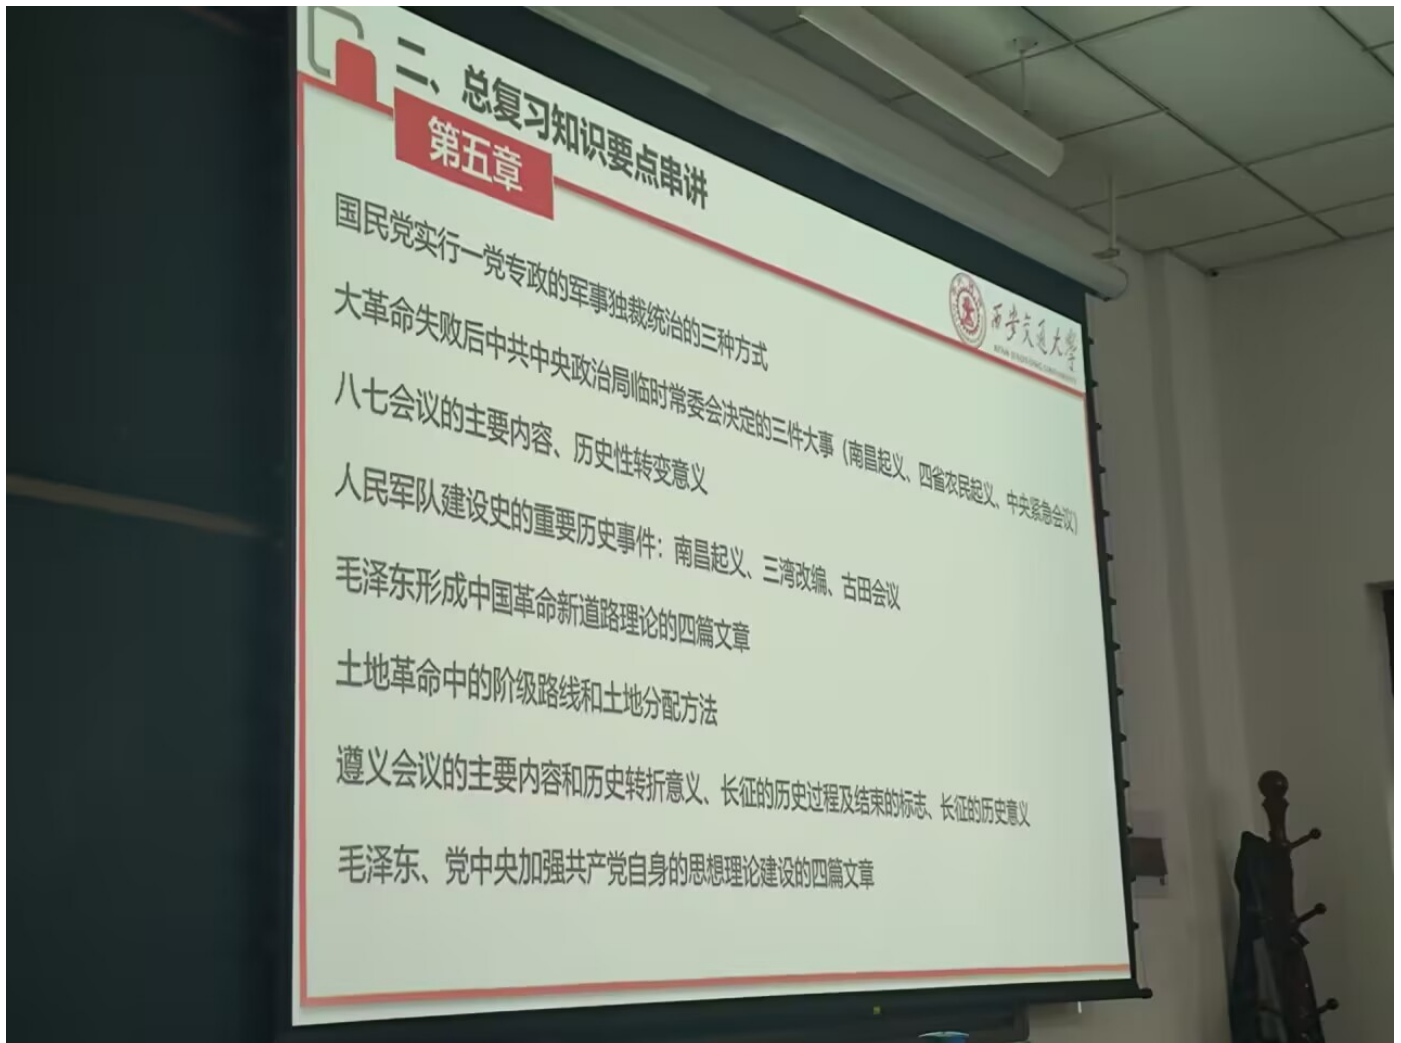 二、总复习知识要点串讲
第五章
西安交通大学
国民党实行一党专政的军事独裁统治的三种方式
大革命失败后中共中央政治局临时常委会决定的三件大事（南昌起义、四省农民起义、中央紧急会议）
八七会议的主要内容、历史性转变意义
人民军队建设史的重要历史事件：南昌起义、三湾改编、古田会议
毛泽东形成中国革命新道路理论的四篇文章
土地革命中的阶级路线和土地分配方法
遵义会议的主要内容和历史转折意义、长征的历史过程及结束的标志、长征的历史意义
毛泽东、党中央加强共产党自身的思想理论建设的四篇文章